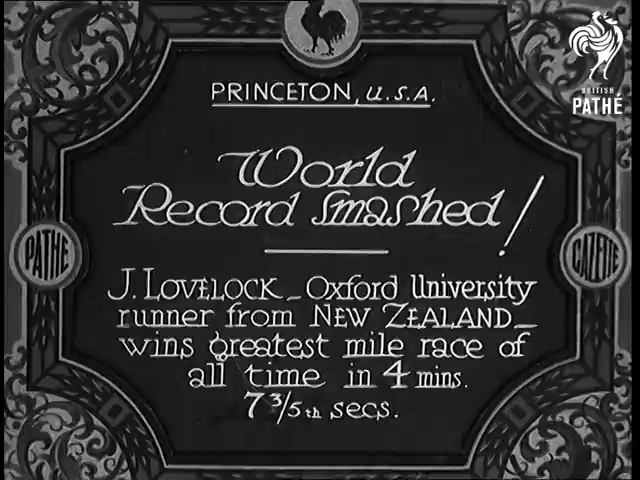 BRITISH
PATHÉ
PRINCETON, U.S.A.
World
Record Smashed!
PATHE
GAZETTE
J. LOVELOCK _ Oxford University
runner from NEW ZEALAND _
wins greatest mile race of
all time in 4 mins.
7 3/5th secs.